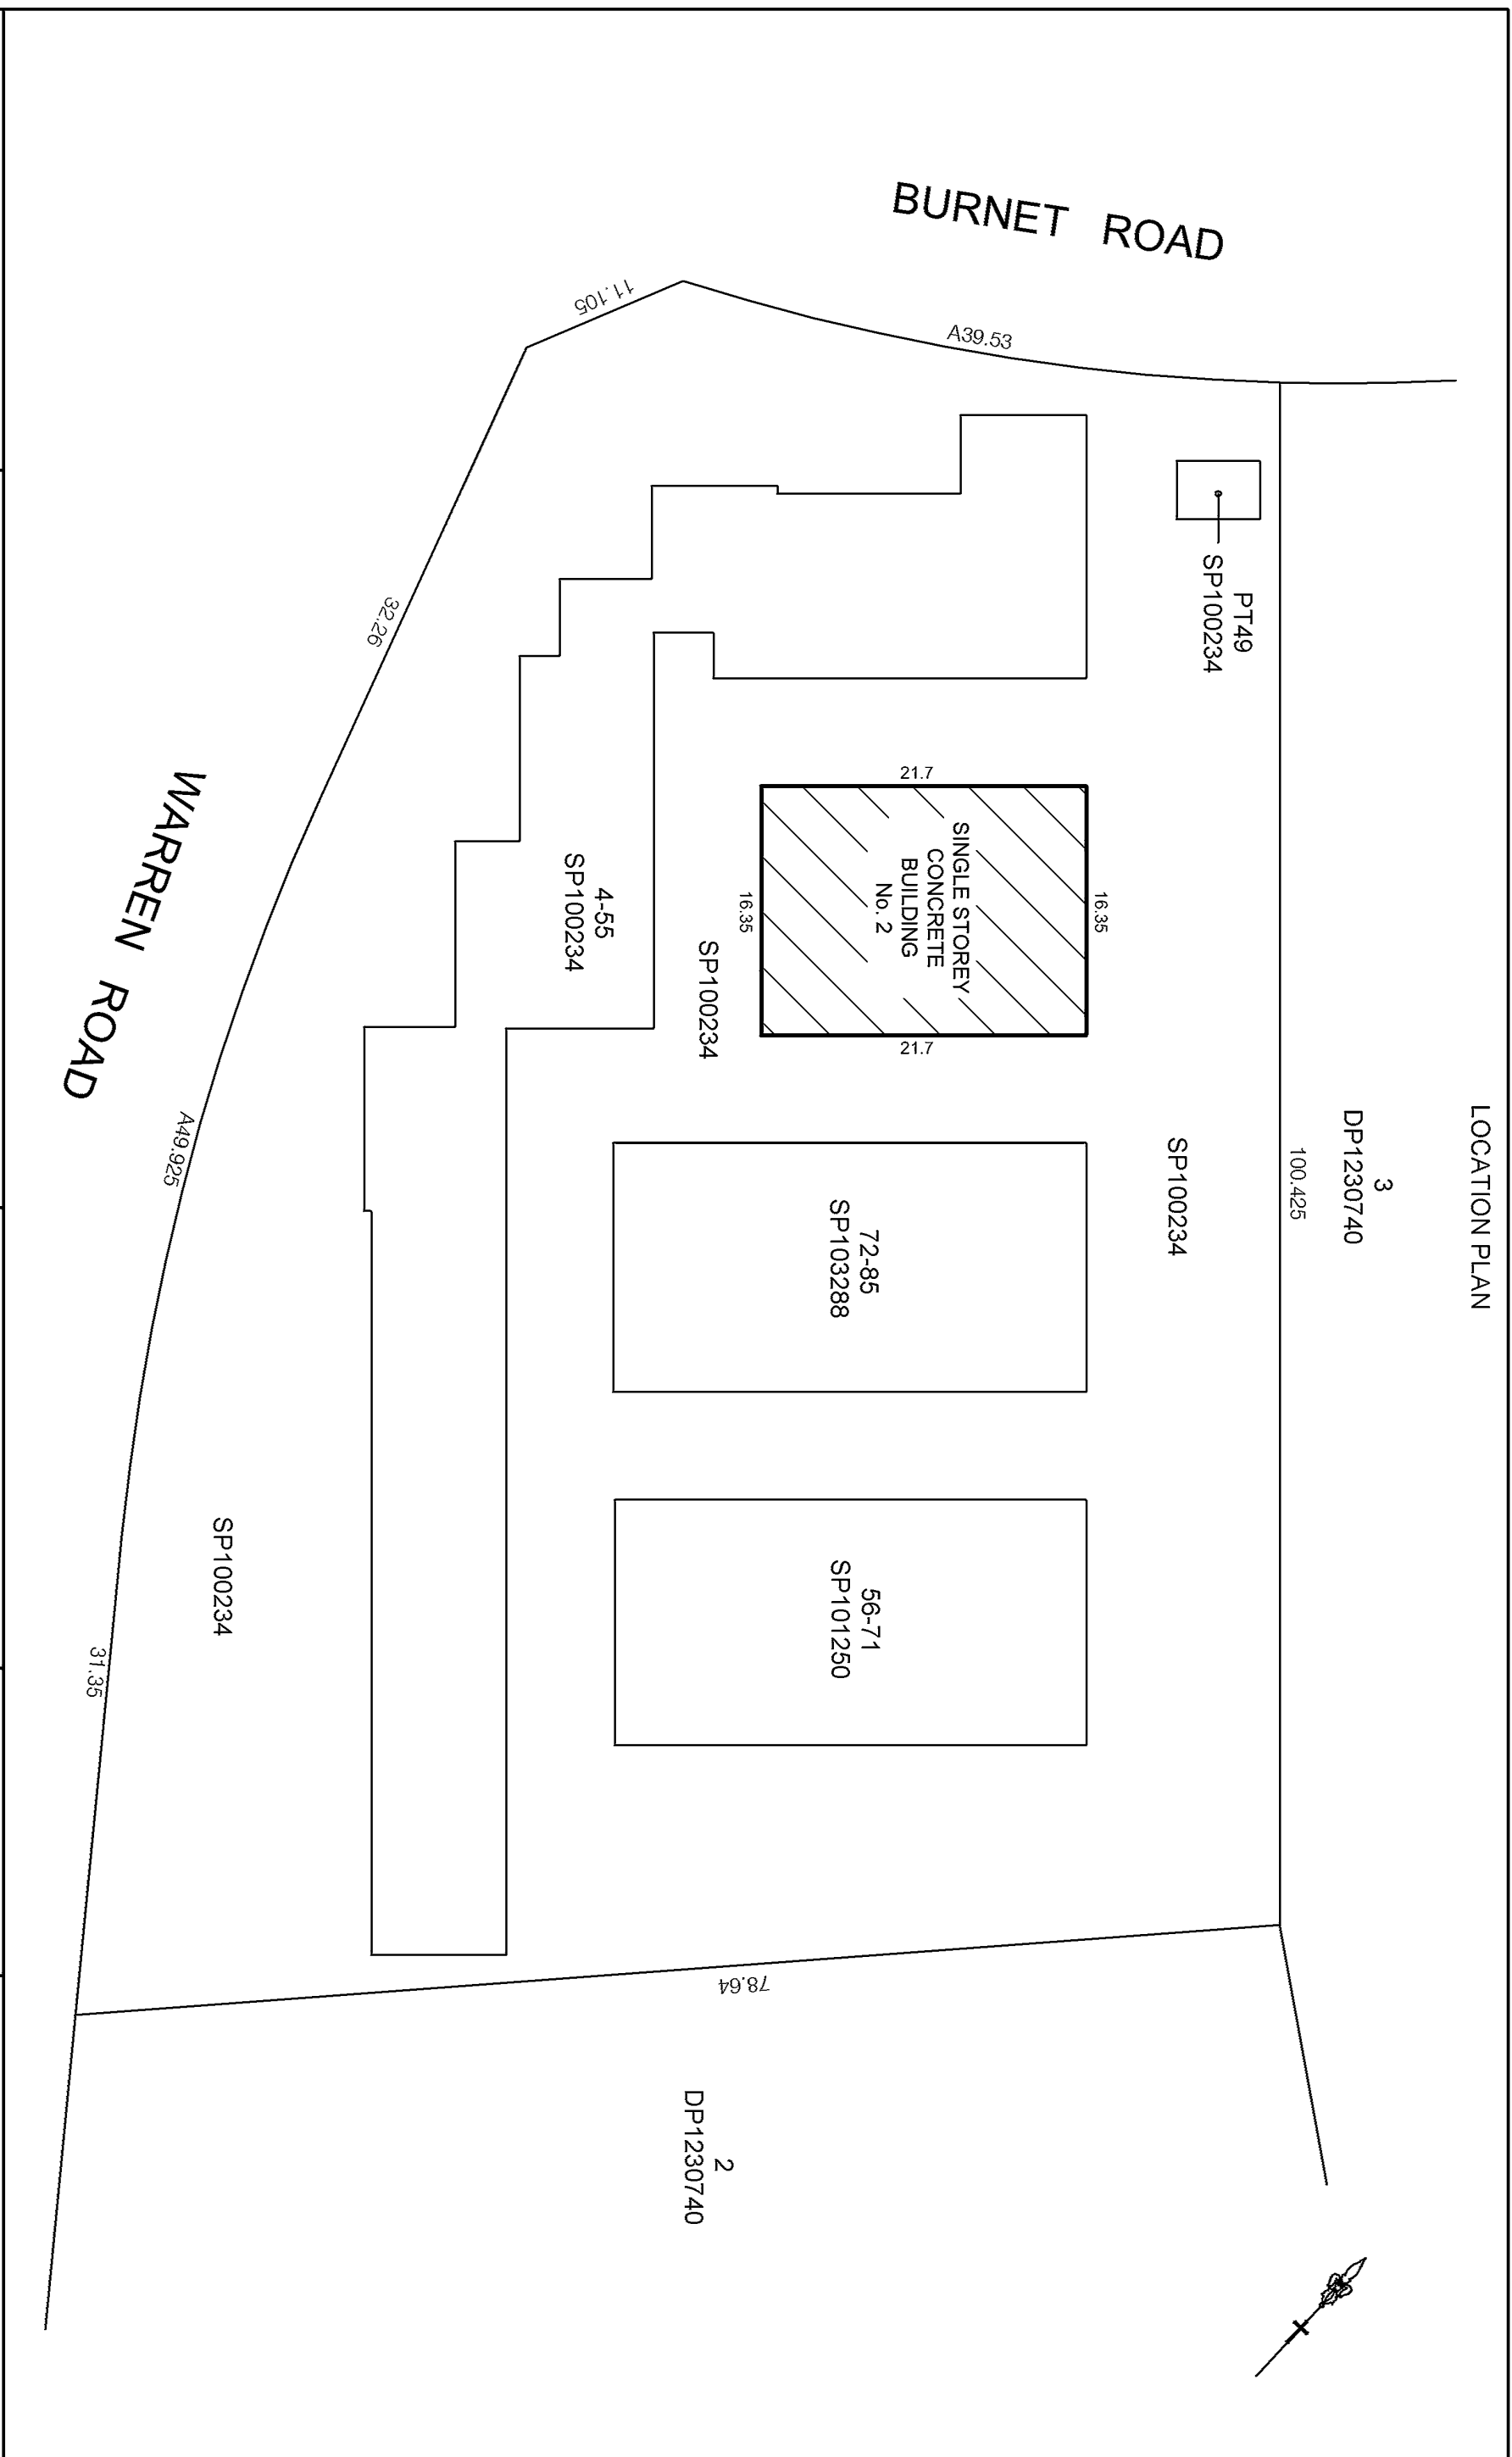 LOCATION PLAN
3
DP1230740
100.425
BURNET ROAD
A39.53
11.105
PT49
SP100234
SP100234
16.35
21.7
SINGLE STOREY
CONCRETE
BUILDING
No. 2
21.7
16.35
72-85
SP103288
56-71
SP101250
SP100234
4-55
SP100234
32.26
WARREN ROAD
A49.925
SP100234
31.35
78.64
2
DP1230740